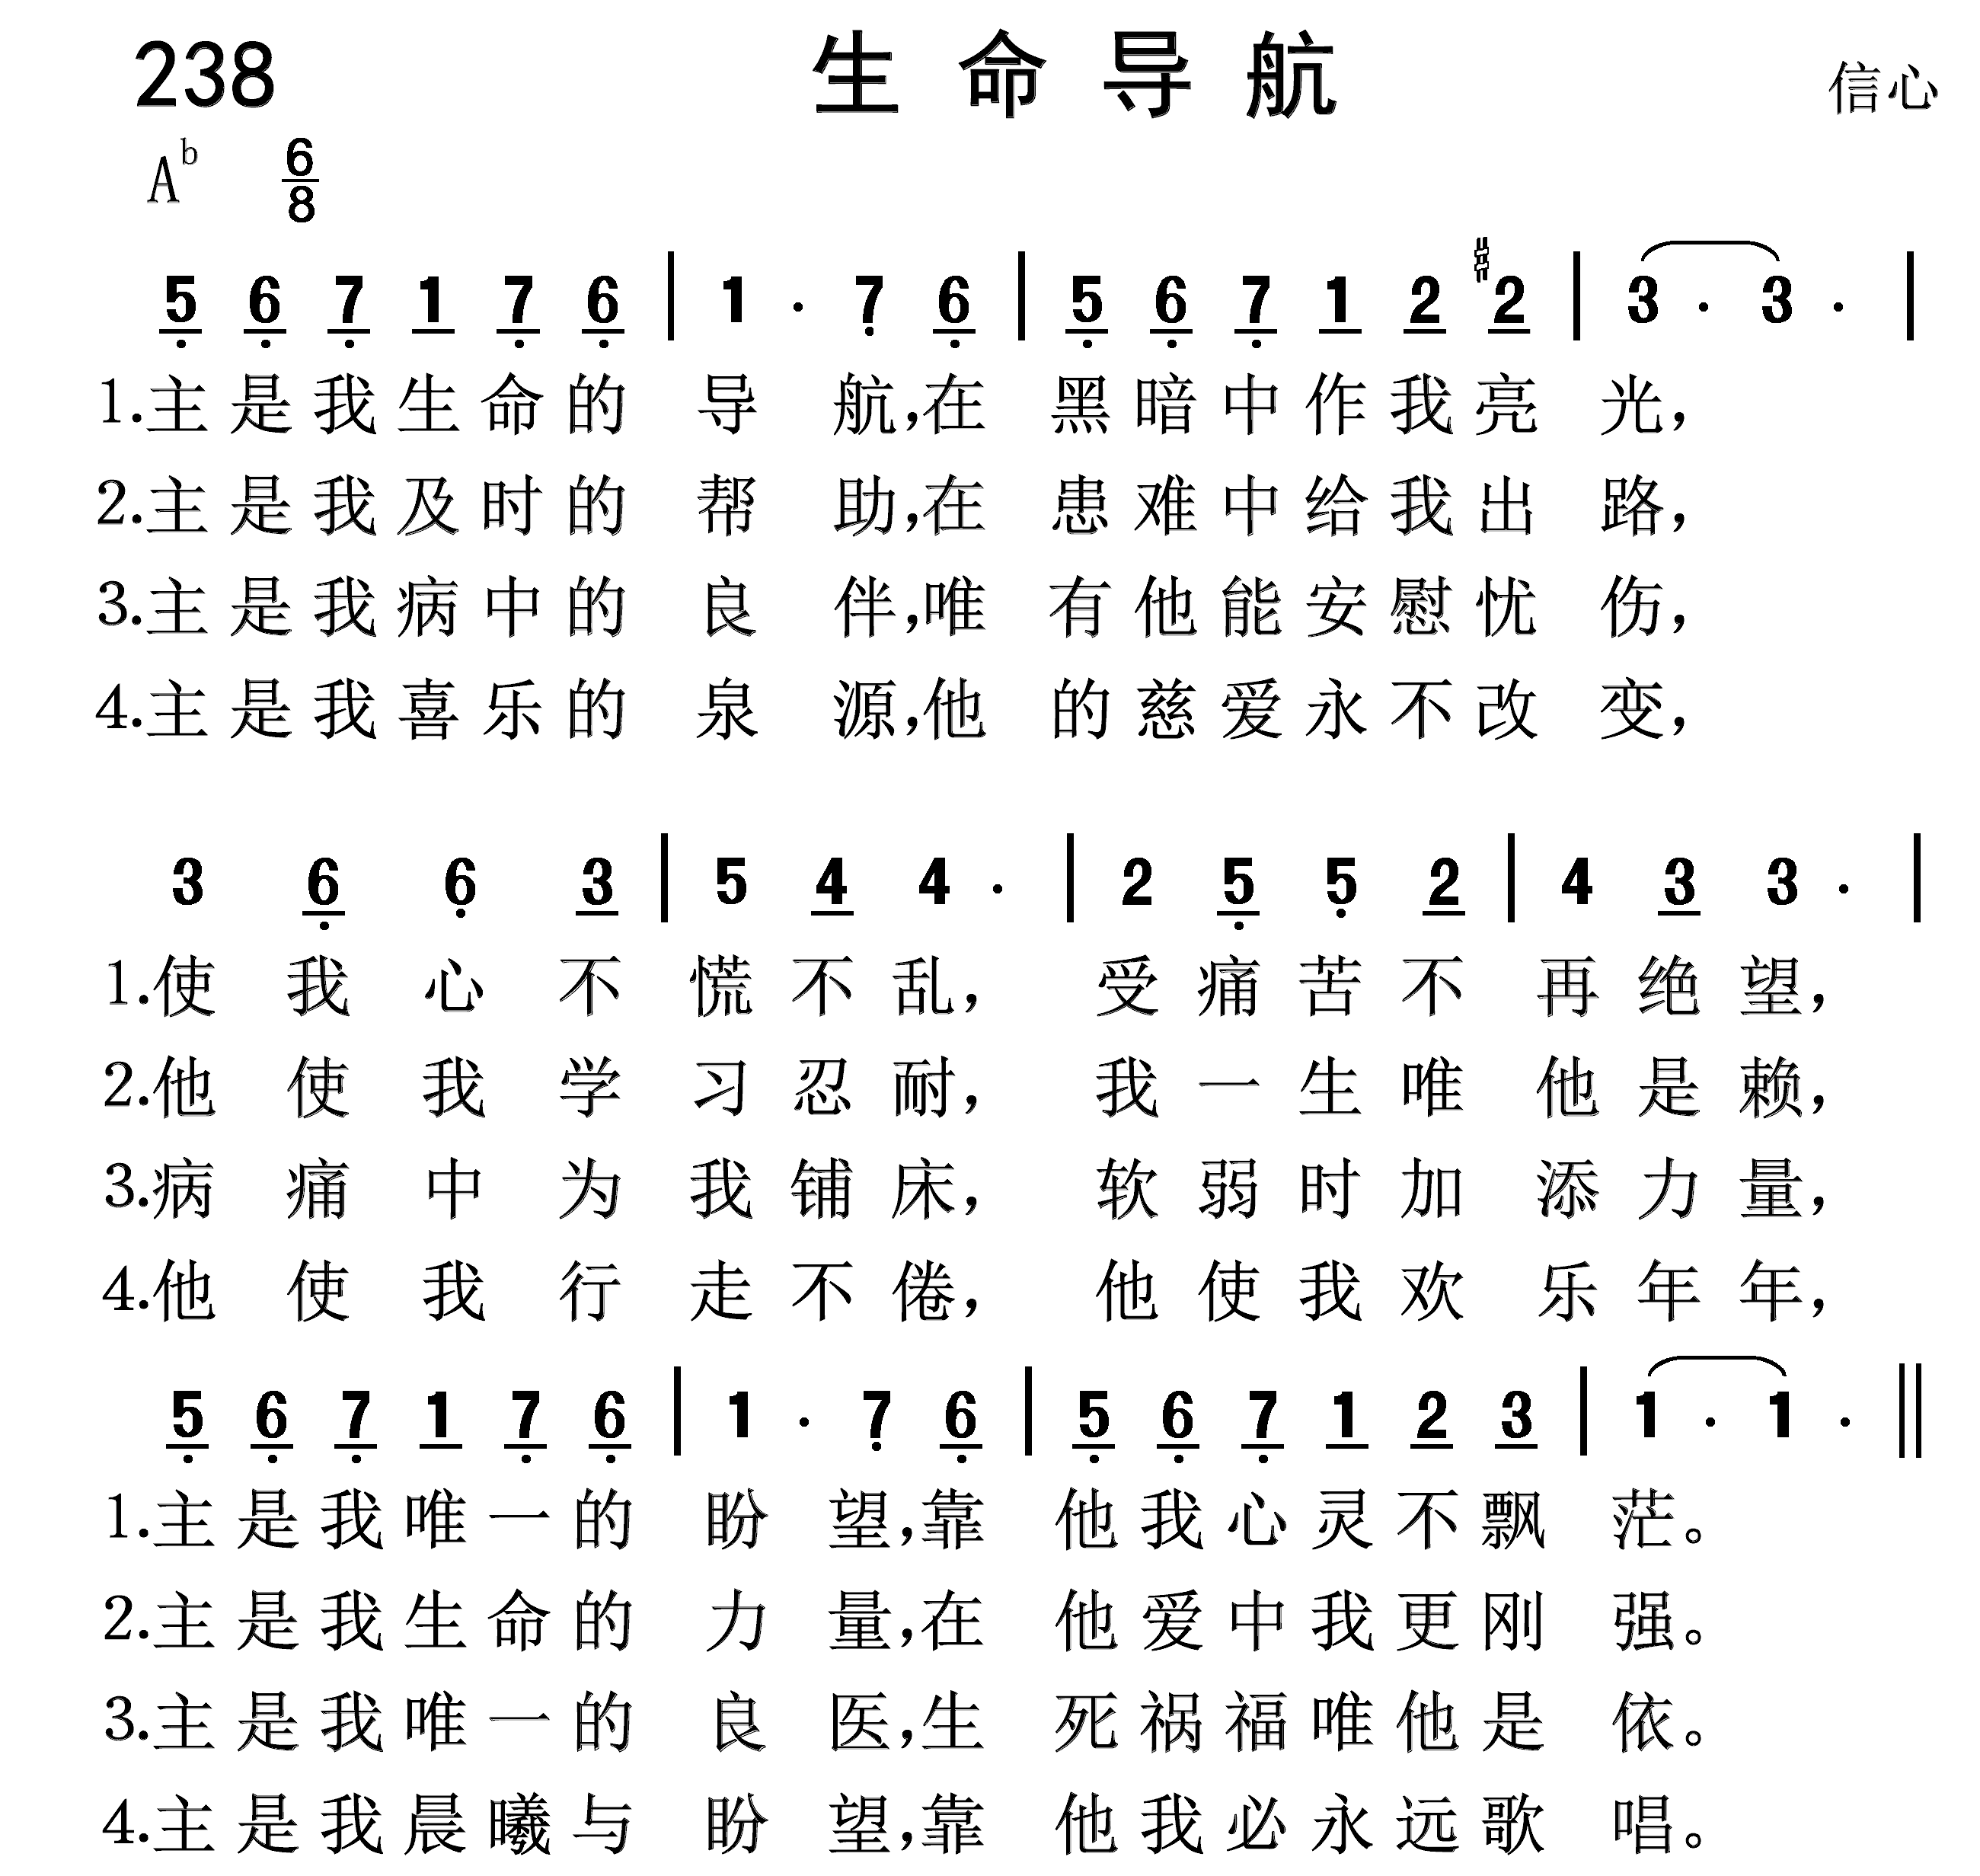 238 生命导航 信心
A♭ 6/8
5 6 7 1 7 6 | 1 · 7 6 | 5 6 7 1 2 #2 | 3 · 3 · |
1.主是我生命的 导 航,在 黑暗中作我亮 光,
2.主是我及时的 帮 助,在 患难中给我出 路,
3.主是我病中的 良 伴,唯 有他能安慰忧 伤,
4.主是我喜乐的 泉 源,他 的慈爱永不改 变,
3 6 6 3 | 5 4 4 · | 2 5 5 2 | 4 3 3 · |
1.使我心不 慌不乱, 受痛苦不 再绝望,
2.他使我学 习忍耐, 我一生唯 他是赖,
3.病痛中为 我铺床, 软弱时加 添力量,
4.他使我行 走不倦, 他使我欢 乐年年,
5 6 7 1 7 6 | 1 · 7 6 | 5 6 7 1 2 3 | 1 · 1 · ||
1.主是我唯一的 盼 望,靠 他我心灵不飘 茫。
2.主是我生命的 力 量,在 他爱中我更刚 强。
3.主是我唯一的 良 医,生 死祸福唯他是 依。
4.主是我晨曦与 盼 望,靠 他我必永远歌 唱。